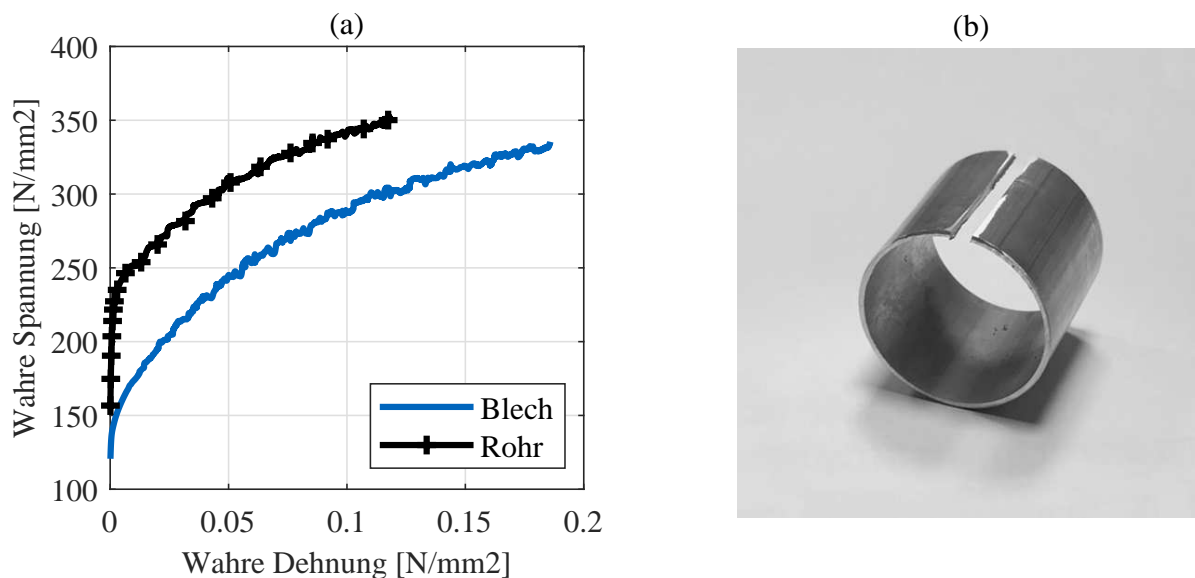 (a)
(b)
400
350
300
250
200
150
100
0
0.05
0.1
0.15
0.2
Wahre Spannung [N/mm2]
Wahre Dehnung [N/mm2]
Blech
Rohr